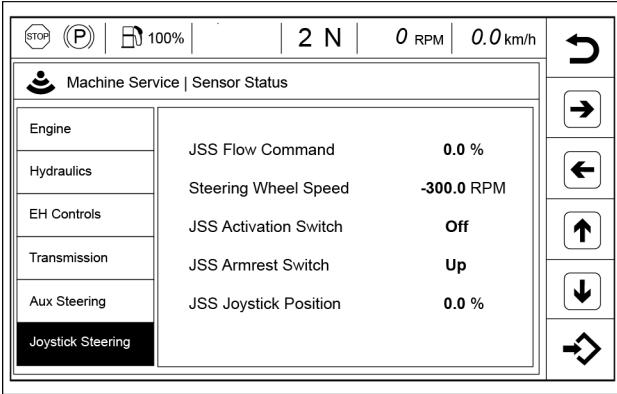 STOP (P) 100% 2 N 0 RPM 0.0 km/h
Machine Service | Sensor Status
Engine
Hydraulics
EH Controls
Transmission
Aux Steering
Joystick Steering
JSS Flow Command 0.0 %
Steering Wheel Speed -300.0 RPM
JSS Activation Switch Off
JSS Armrest Switch Up
JSS Joystick Position 0.0 %